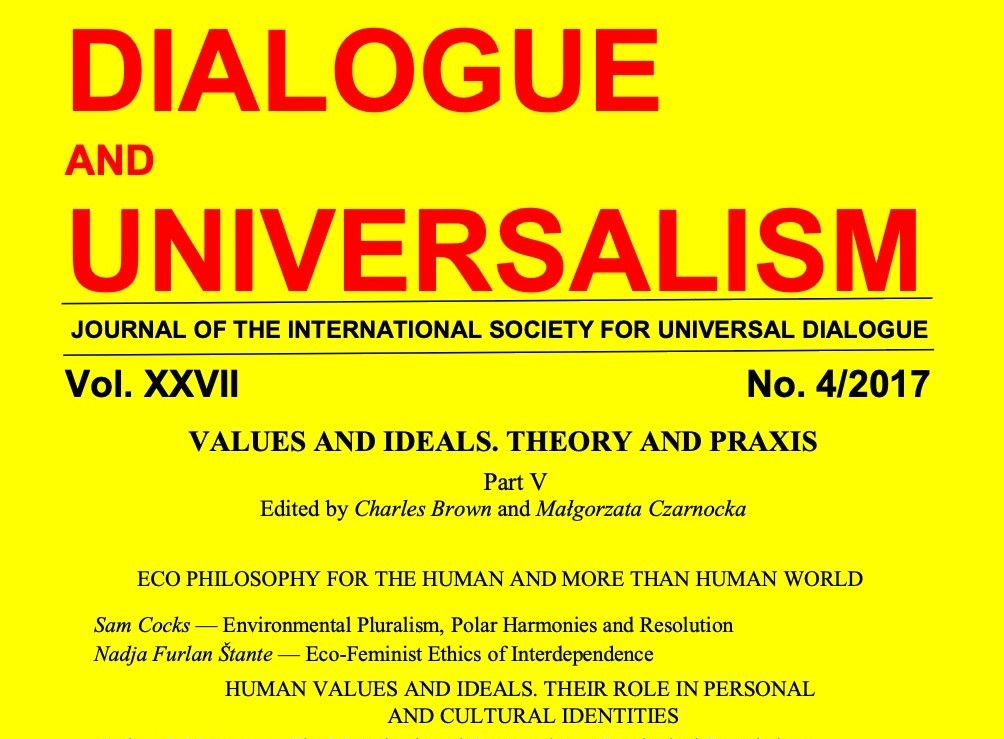 DIALOGUE
AND
UNIVERSALISM
JOURNAL OF THE INTERNATIONAL SOCIETY FOR UNIVERSAL DIALOGUE
Vol. XXVII No. 4/2017
VALUES AND IDEALS. THEORY AND PRAXIS
Part V
Edited by Charles Brown and Małgorzata Czarnocka
ECO PHILOSOPHY FOR THE HUMAN AND MORE THAN HUMAN WORLD
Sam Cocks — Environmental Pluralism, Polar Harmonies and Resolution
Nadja Furlan Štante — Eco-Feminist Ethics of Interdependence
HUMAN VALUES AND IDEALS. THEIR ROLE IN PERSONAL
AND CULTURAL IDENTITIES